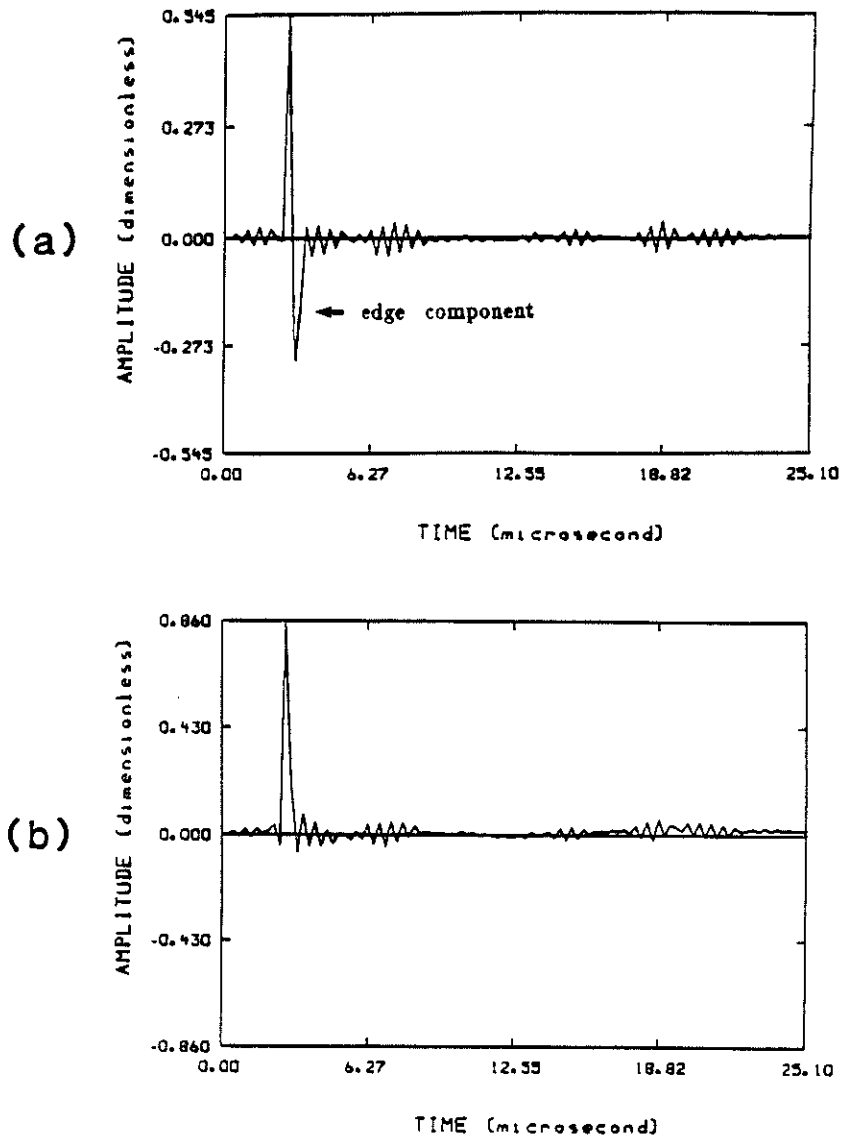 (a)
AMPLITUDE (dimensionless)
0.545
0.273
0.000
-0.273
-0.545
edge component
0.00 6.27 12.55 18.82 25.10
TIME (microsecond)
(b)
AMPLITUDE (dimensionless)
0.860
0.430
0.000
-0.430
-0.860
0.00 6.27 12.55 18.82 25.10
TIME (microsecond)